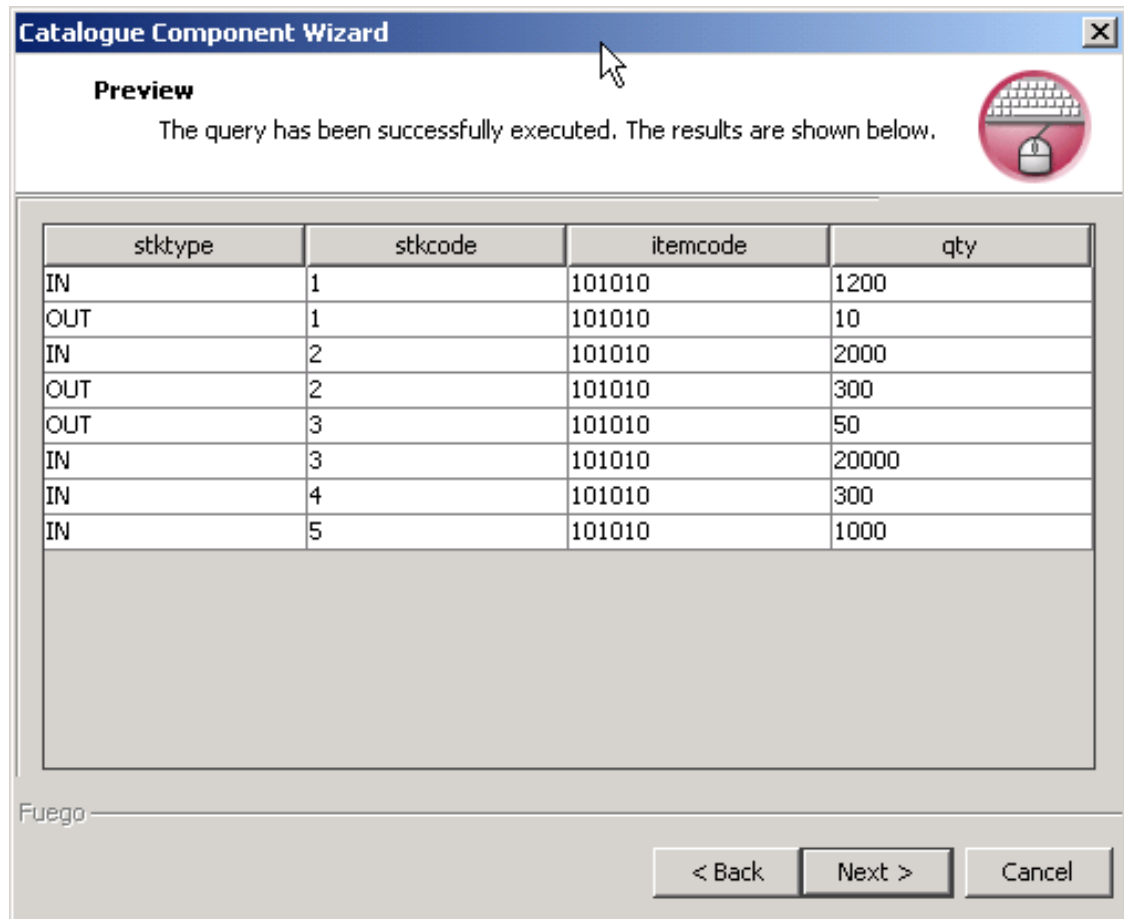 Catalogue Component Wizard
Preview
The query has been successfully executed. The results are shown below.
stktype stkcode itemcode qty
IN 1 101010 1200
OUT 1 101010 10
IN 2 101010 2000
OUT 2 101010 300
OUT 3 101010 50
IN 3 101010 20000
IN 4 101010 300
IN 5 101010 1000
Fuego
< Back Next > Cancel